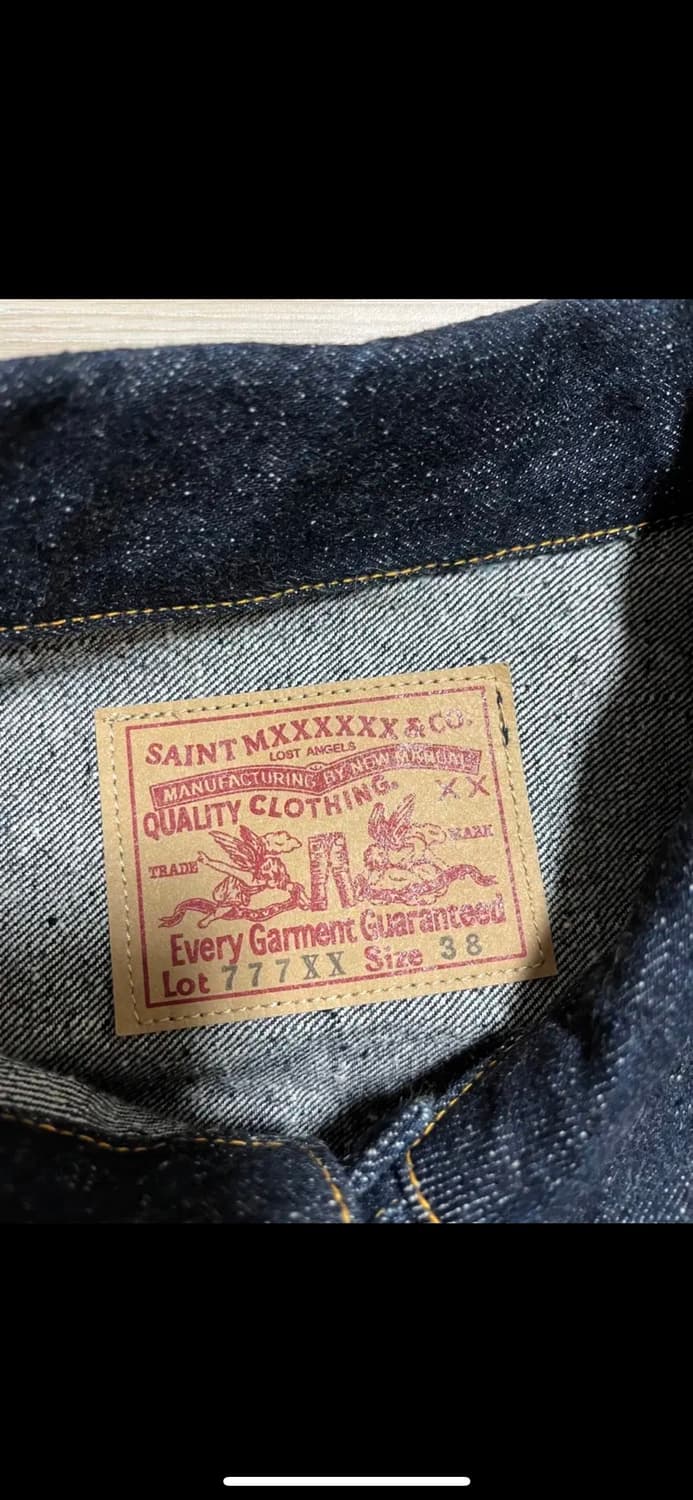 SAINT MXXXXXX & CO.
LOST ANGELS
MANUFACTURING BY NEW MANUAL
XX
QUALITY CLOTHING.
TRADE MARK
Every Garment Guaranteed
Lot 777XX Size 38